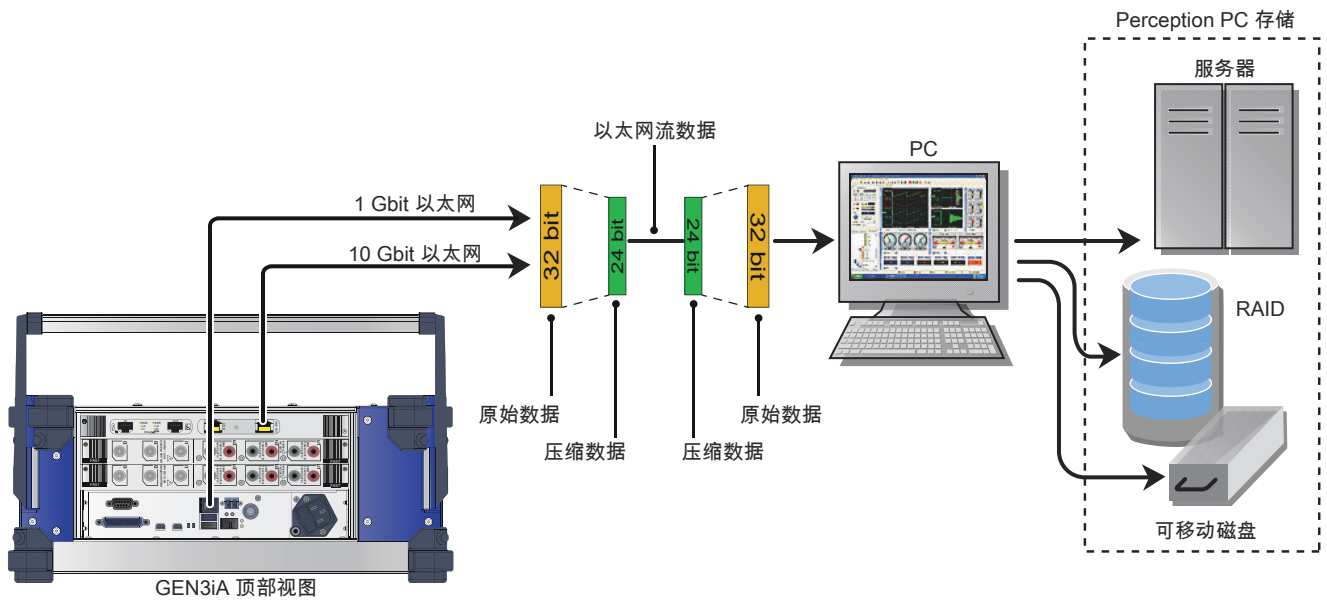 Perception PC 存储
服务器
以太网流数据
PC
1 Gbit 以太网
10 Gbit 以太网
32 bit
24 bit
24 bit
32 bit
RAID
原始数据
压缩数据
压缩数据
原始数据
可移动磁盘
GEN3iA 顶部视图